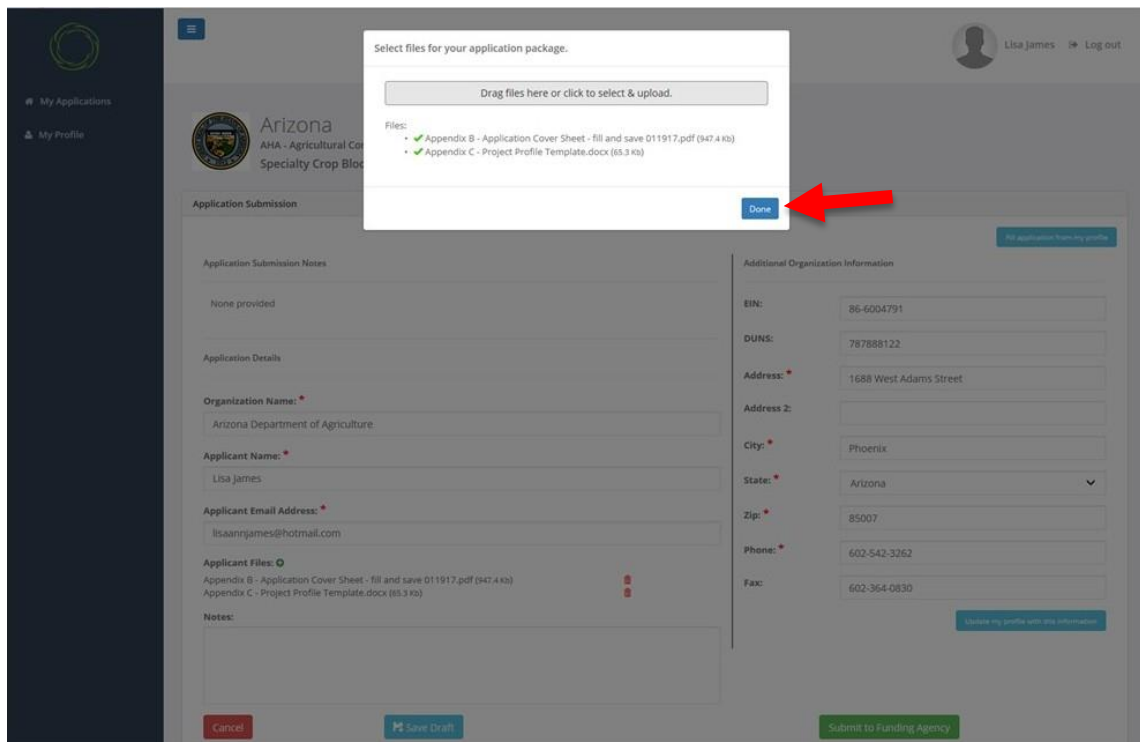 Select files for your application package.
Drag files here or click to select & upload.
Files:
Appendix B - Application Cover Sheet - fill and save 011917.pdf (947.4 Kb)
Appendix C - Project Profile Template.docx (65.3 Kb)
Done
Lisa James Log out
My Applications
My Profile
Arizona
AHA - Agricultural Cor
Specialty Crop Bloc
Application Submission
Fill application from my profile
Application Submission Notes
None provided
Application Details
Organization Name: *
Arizona Department of Agriculture
Applicant Name: *
Lisa James
Applicant Email Address: *
lisaannjames@hotmail.com
Applicant Files:
Appendix B - Application Cover Sheet - fill and save 011917.pdf (947.4 Kb)
Appendix C - Project Profile Template.docx (65.3 Kb)
Notes:
Additional Organization Information
EIN: 86-6004791
DUNS: 787888122
Address: * 1688 West Adams Street
Address 2:
City: * Phoenix
State: * Arizona
Zip: * 85007
Phone: * 602-542-3262
Fax: 602-364-0830
Update my profile with this information
Cancel
Save Draft
Submit to Funding Agency